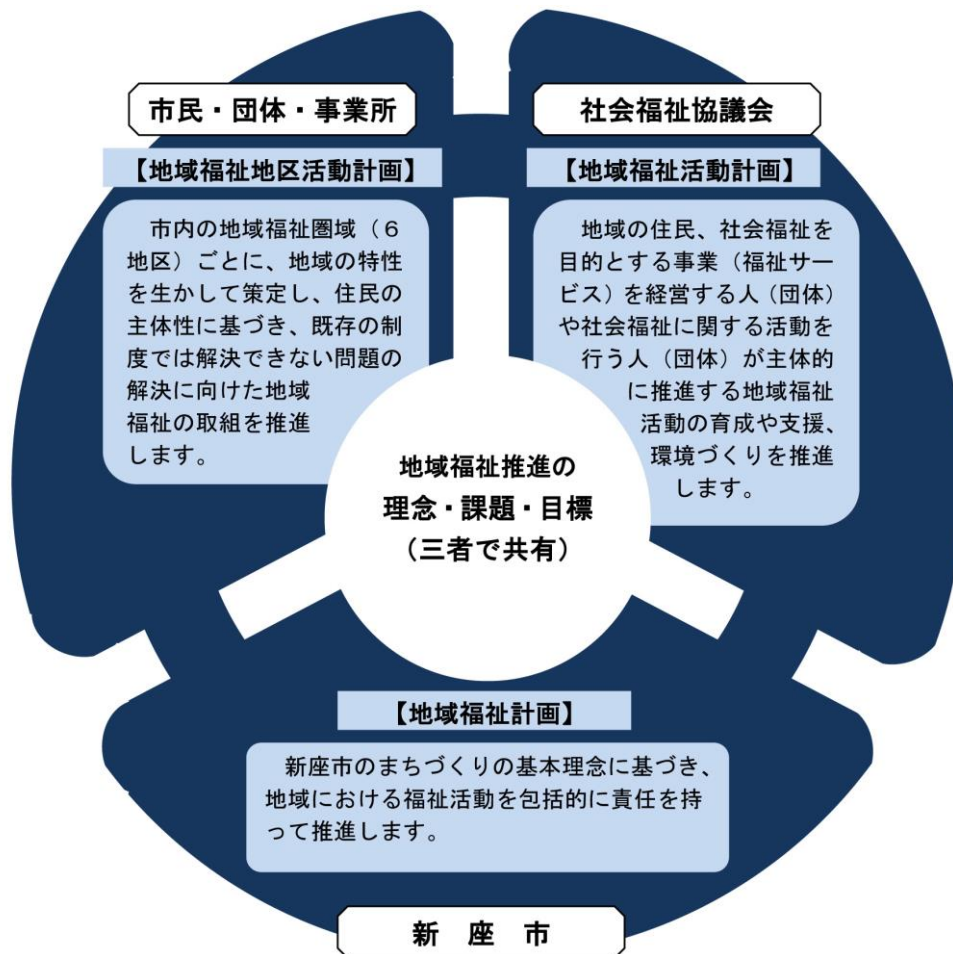 市民・団体・事業所
【地域福祉地区活動計画】
市内の地域福祉圏域（6
地区）ごとに、地域の特性
を生かして策定し、住民の
主体性に基づき、既存の制
度では解決できない問題の
解決に向けた地域
福祉の取組を推進
します。
社会福祉協議会
【地域福祉活動計画】
地域の住民、社会福祉を
目的とする事業（福祉サー
ビス）を経営する人（団体）
や社会福祉に関する活動を
行う人（団体）が主体的
に推進する地域福祉
活動の育成や支援、
環境づくりを推進
します。
地域福祉推進の
理念・課題・目標
（三者で共有）
【地域福祉計画】
新座市のまちづくりの基本理念に基づき、
地域における福祉活動を包括的に責任を持
って推進します。
新　座　市